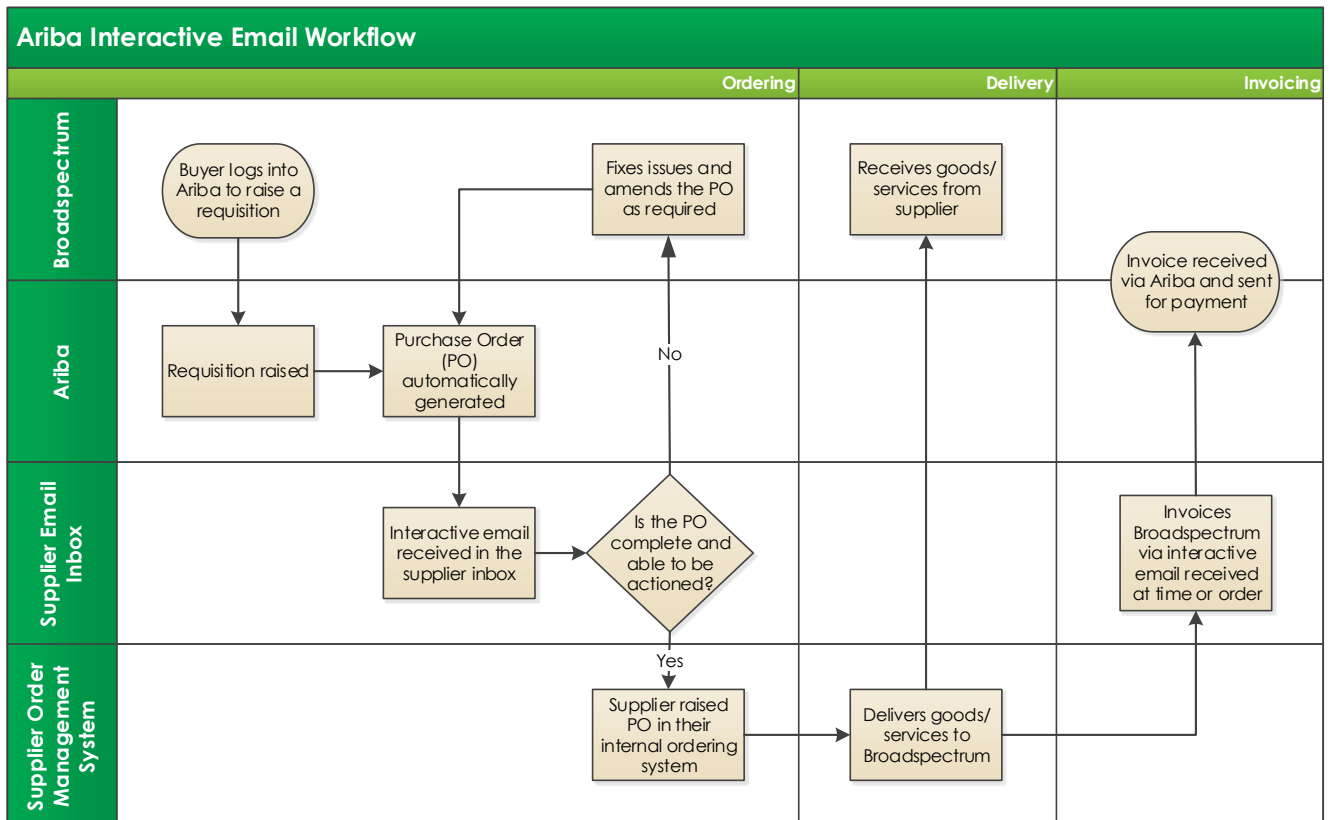 Ariba Interactive Email Workflow
Ordering
Delivery
Invoicing
Broadspectrum
Buyer logs into
Ariba to raise a
requisition
Fixes issues and
amends the PO
as required
Receives goods/
services from
supplier
Invoice received
via Ariba and sent
for payment
Ariba
Requisition raised
Purchase Order
(PO)
automatically
generated
No
Supplier Email
Inbox
Interactive email
received in the
supplier inbox
Is the PO
complete and
able to be
actioned?
Invoices
Broadspectrum
via interactive
email received
at time or order
Yes
Supplier Order
Management
System
Supplier raised
PO in their
internal ordering
system
Delivers goods/
services to
Broadspectrum